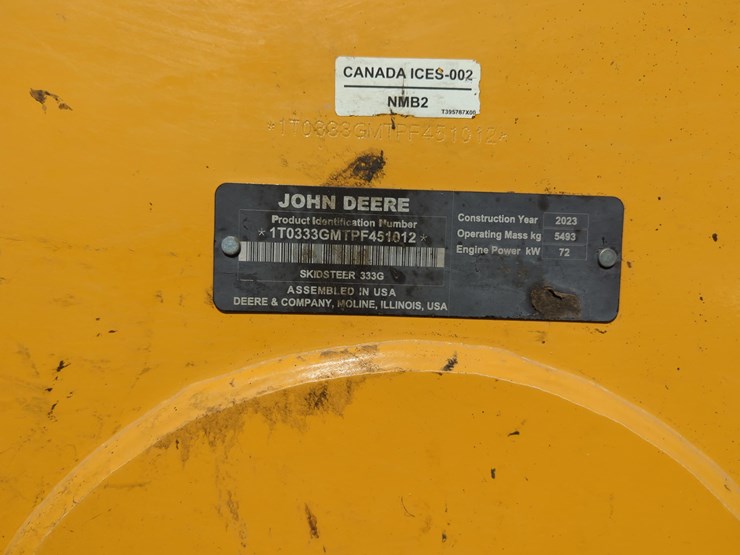 CANADA ICES-002
NMB2
T395787X00
*1T0333GMTPF451012*
JOHN DEERE
Product Identification Number
*1T0333GMTPF451012*
SKIDSTEER 333G
ASSEMBLED IN USA
DEERE & COMPANY, MOLINE, ILLINOIS, USA
Construction Year 2023
Operating Mass kg 5493
Engine Power kW 72